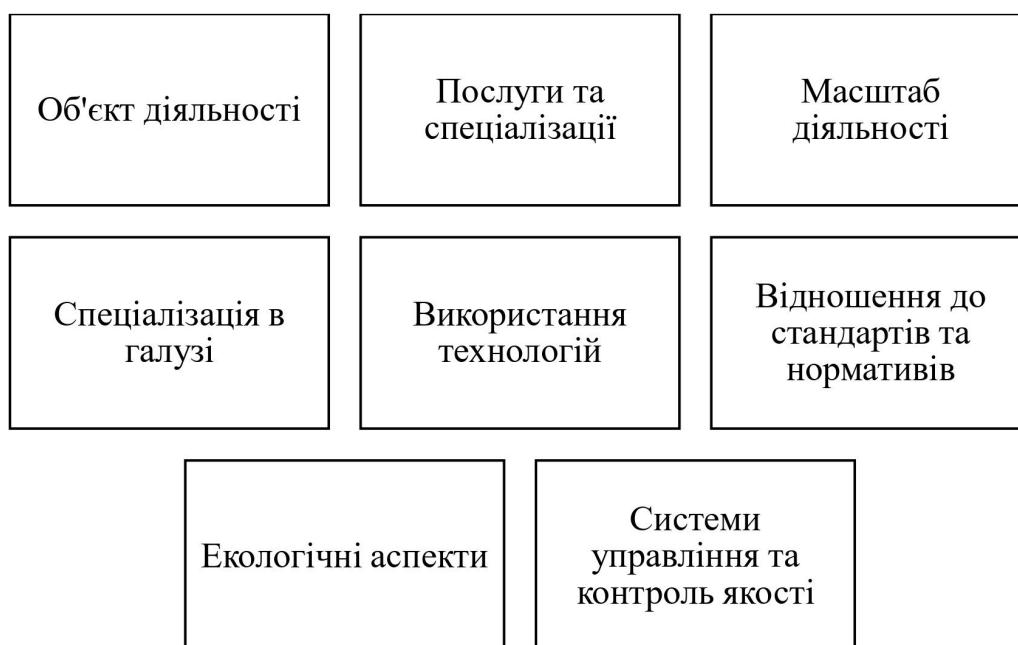 Об'єкт діяльності
Послуги та
спеціалізації
Масштаб
діяльності
Спеціалізація в
галузі
Використання
технологій
Відношення до
стандартів та
нормативів
Екологічні аспекти
Системи
управління та
контроль якості